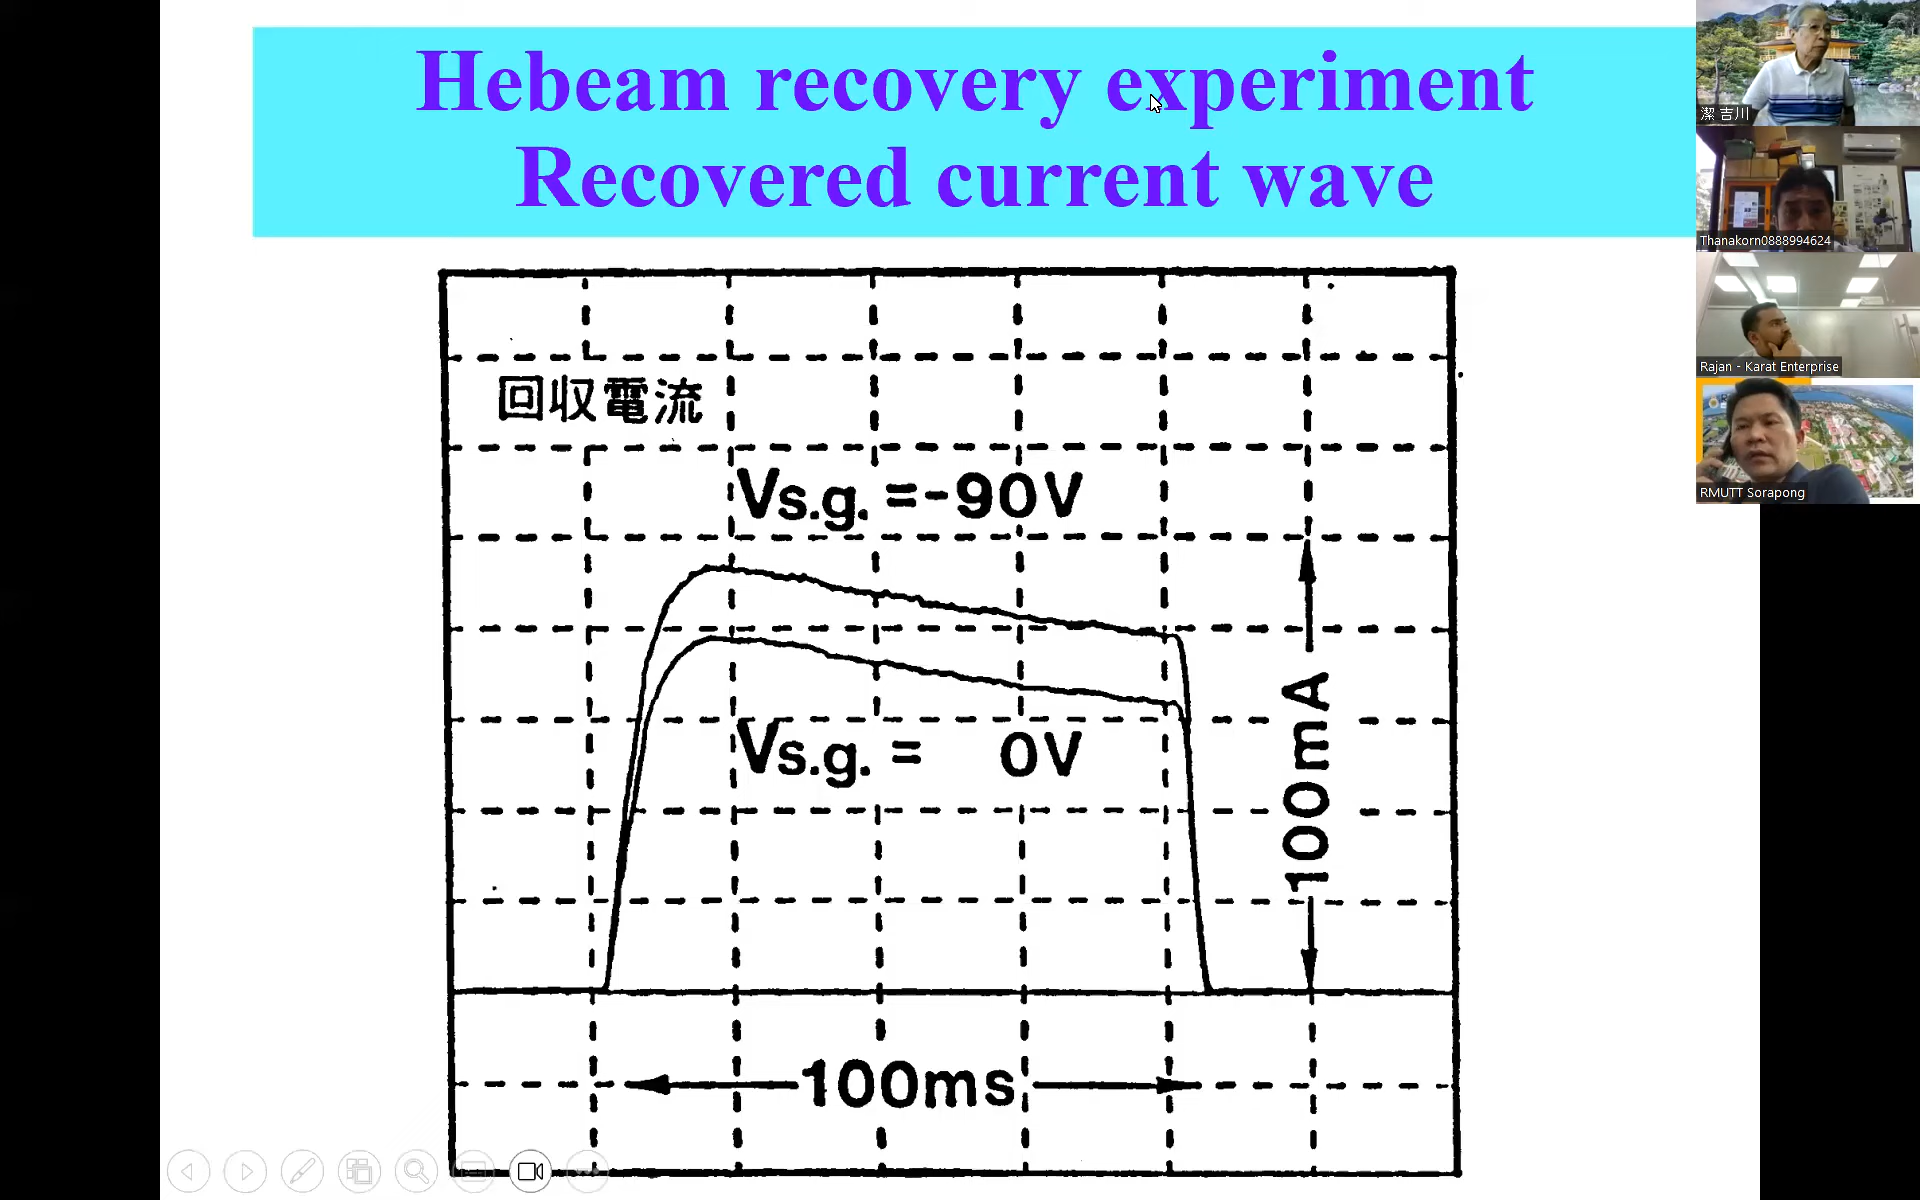 Hebeam recovery experiment
Recovered current wave
回収電流
Vs.g. =-90V
Vs.g. = 0V
100mA
100ms
潔 吉川
Thanakorn0888994624
Rajan - Karat Enterprise
RMUTT Sorapong